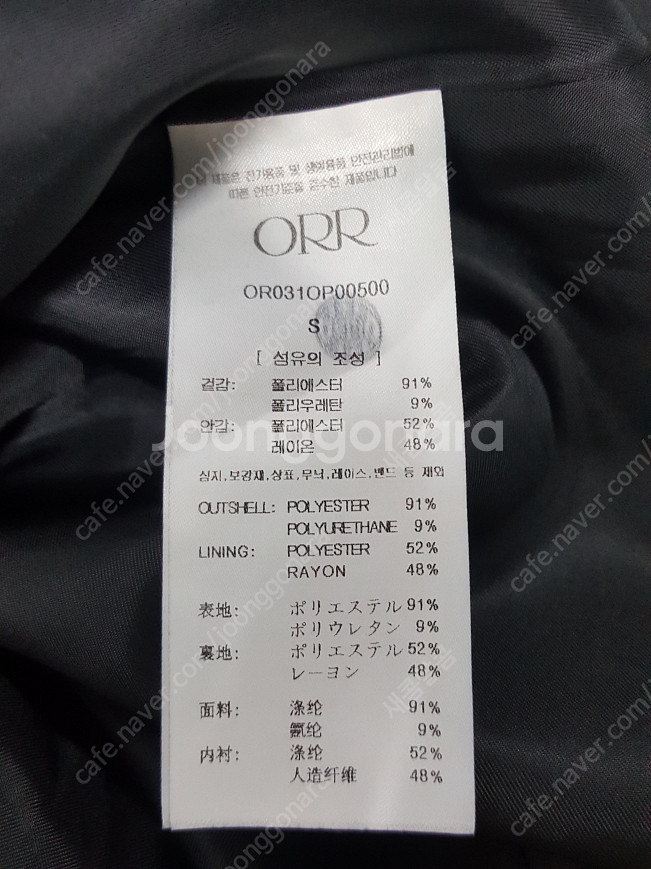 본 제품은 전기용품 및 생활용품 안전관리법에
따른 안전기준을 준수한 제품입니다
ORR
OR031OP00500
S
[ 섬유의 조성 ]
겉감: 폴리에스터 91%
폴리우레탄 9%
안감: 폴리에스터 52%
레이온 48%
Joonggonara
심지,보강재,상표,무늬,레이스,밴드 등 제외
OUTSHELL: POLYESTER 91%
POLYURETHANE 9%
LINING: POLYESTER 52%
RAYON 48%
表地: ポリエステル 91%
ポリウレタン 9%
裏地: ポリエステル 52%
レーヨン 48%
面料: 涤纶 91%
氨纶 9%
内衬: 涤纶 52%
人造纤维 48%
cafe.naver.com/joonggonara